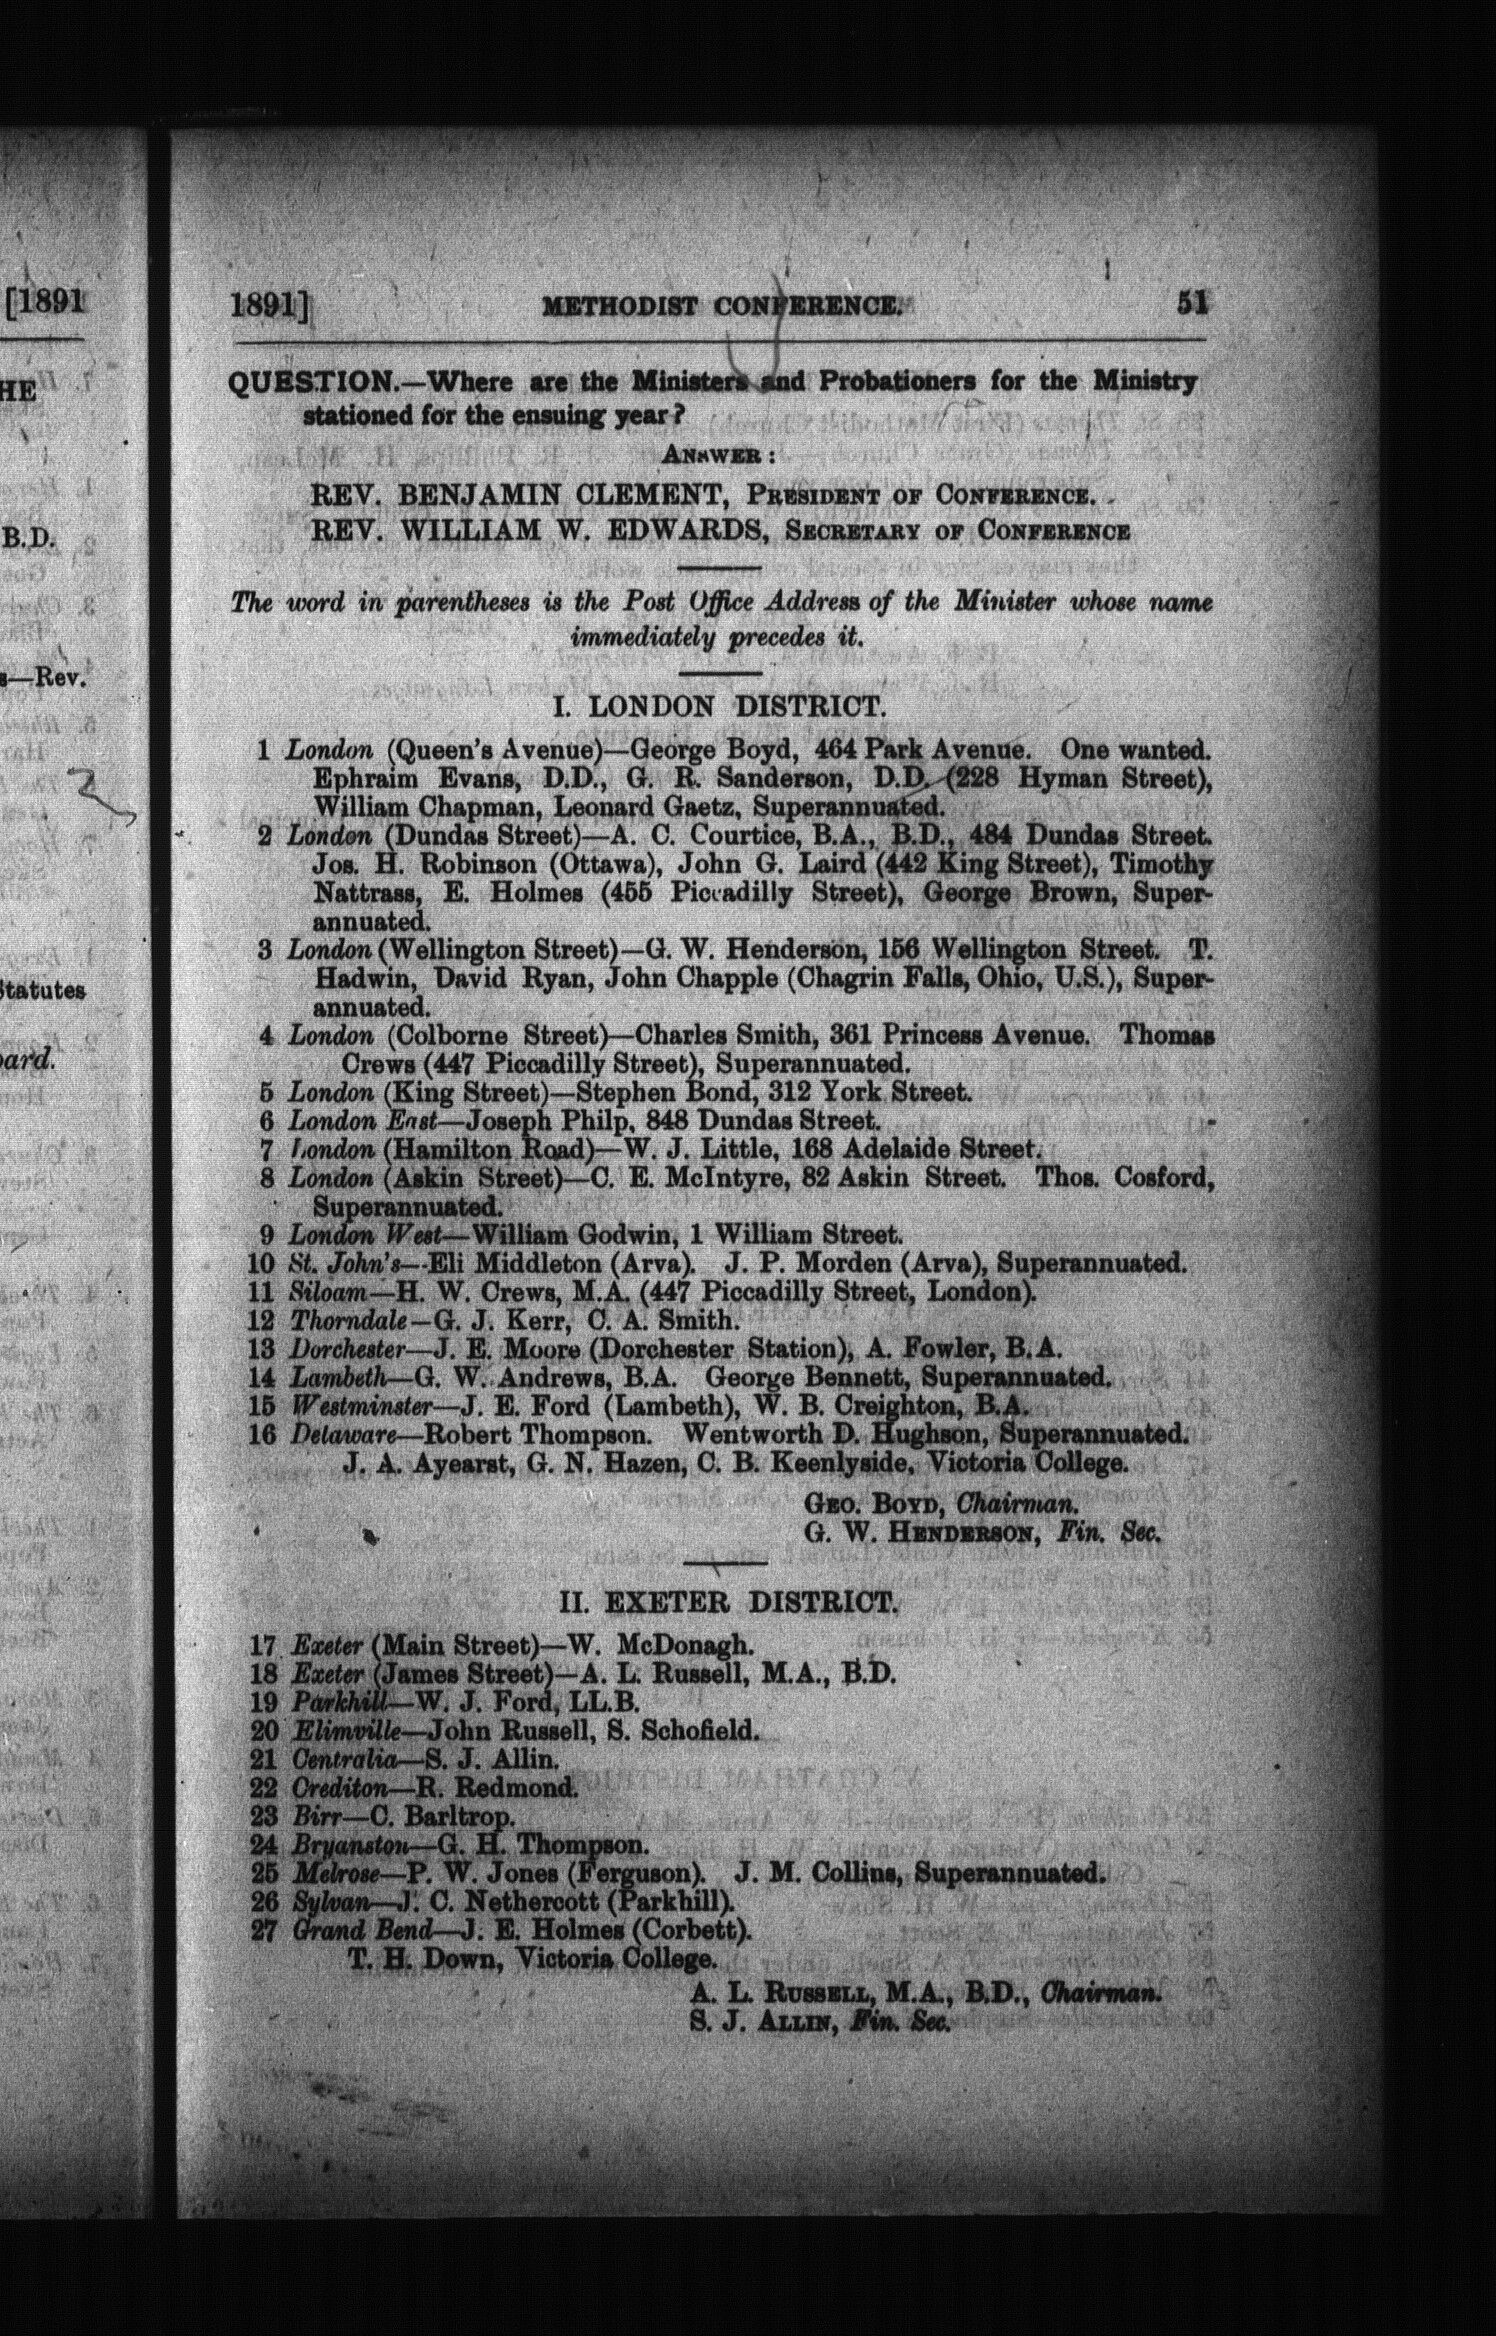 [1891
HE
B.D.
s—Rev.
Statutes
oard.
1891]
METHODIST CONFERENCE.
51
QUESTION.—Where are the Ministers and Probationers for the Ministry
stationed for the ensuing year?
ANSWER:
REV. BENJAMIN CLEMENT, PRESIDENT OF CONFERENCE.
REV. WILLIAM W. EDWARDS, SECRETARY OF CONFERENCE
The word in parentheses is the Post Office Address of the Minister whose name
immediately precedes it.
I. LONDON DISTRICT.
1 London (Queen's Avenue)—George Boyd, 464 Park Avenue. One wanted.
Ephraim Evans, D.D., G. R. Sanderson, D.D. (228 Hyman Street),
William Chapman, Leonard Gaetz, Superannuated.
2 London (Dundas Street)—A. C. Courtice, B.A., B.D., 484 Dundas Street.
Jos. H. Robinson (Ottawa), John G. Laird (442 King Street), Timothy
Nattrass, E. Holmes (455 Piccadilly Street), George Brown, Super-
annuated.
3 London (Wellington Street)—G. W. Henderson, 156 Wellington Street. T.
Hadwin, David Ryan, John Chapple (Chagrin Falls, Ohio, U.S.), Super-
annuated.
4 London (Colborne Street)—Charles Smith, 361 Princess Avenue. Thomas
Crews (447 Piccadilly Street), Superannuated.
5 London (King Street)—Stephen Bond, 312 York Street.
6 London East—Joseph Philp, 848 Dundas Street.
7 London (Hamilton Road)—W. J. Little, 168 Adelaide Street.
8 London (Askin Street)—C. E. McIntyre, 82 Askin Street. Thos. Cosford,
Superannuated.
9 London West—William Godwin, 1 William Street.
10 St. John's—Eli Middleton (Arva). J. P. Morden (Arva), Superannuated.
11 Siloam—H. W. Crews, M.A. (447 Piccadilly Street, London).
12 Thorndale—G. J. Kerr, C. A. Smith.
13 Dorchester—J. E. Moore (Dorchester Station), A. Fowler, B.A.
14 Lambeth—G. W. Andrews, B.A. George Bennett, Superannuated.
15 Westminster—J. E. Ford (Lambeth), W. B. Creighton, B.A.
16 Delaware—Robert Thompson. Wentworth D. Hughson, Superannuated.
J. A. Ayearst, G. N. Hazen, C. B. Keenlyside, Victoria College.
GEO. BOYD, Chairman.
G. W. HENDERSON, Fin. Sec.
II. EXETER DISTRICT.
17 Exeter (Main Street)—W. McDonagh.
18 Exeter (James Street)—A. L. Russell, M.A., B.D.
19 Parkhill—W. J. Ford, LL.B.
20 Elimville—John Russell, S. Schofield.
21 Centralia—S. J. Allin.
22 Crediton—R. Redmond.
23 Birr—C. Barltrop.
24 Bryanston—G. H. Thompson.
25 Melrose—P. W. Jones (Ferguson). J. M. Collins, Superannuated.
26 Sylvan—J. C. Nethercott (Parkhill).
27 Grand Bend—J. E. Holmes (Corbett).
T. H. Down, Victoria College.
A. L. RUSSELL, M.A., B.D., Chairman.
S. J. ALLIN, Fin. Sec.